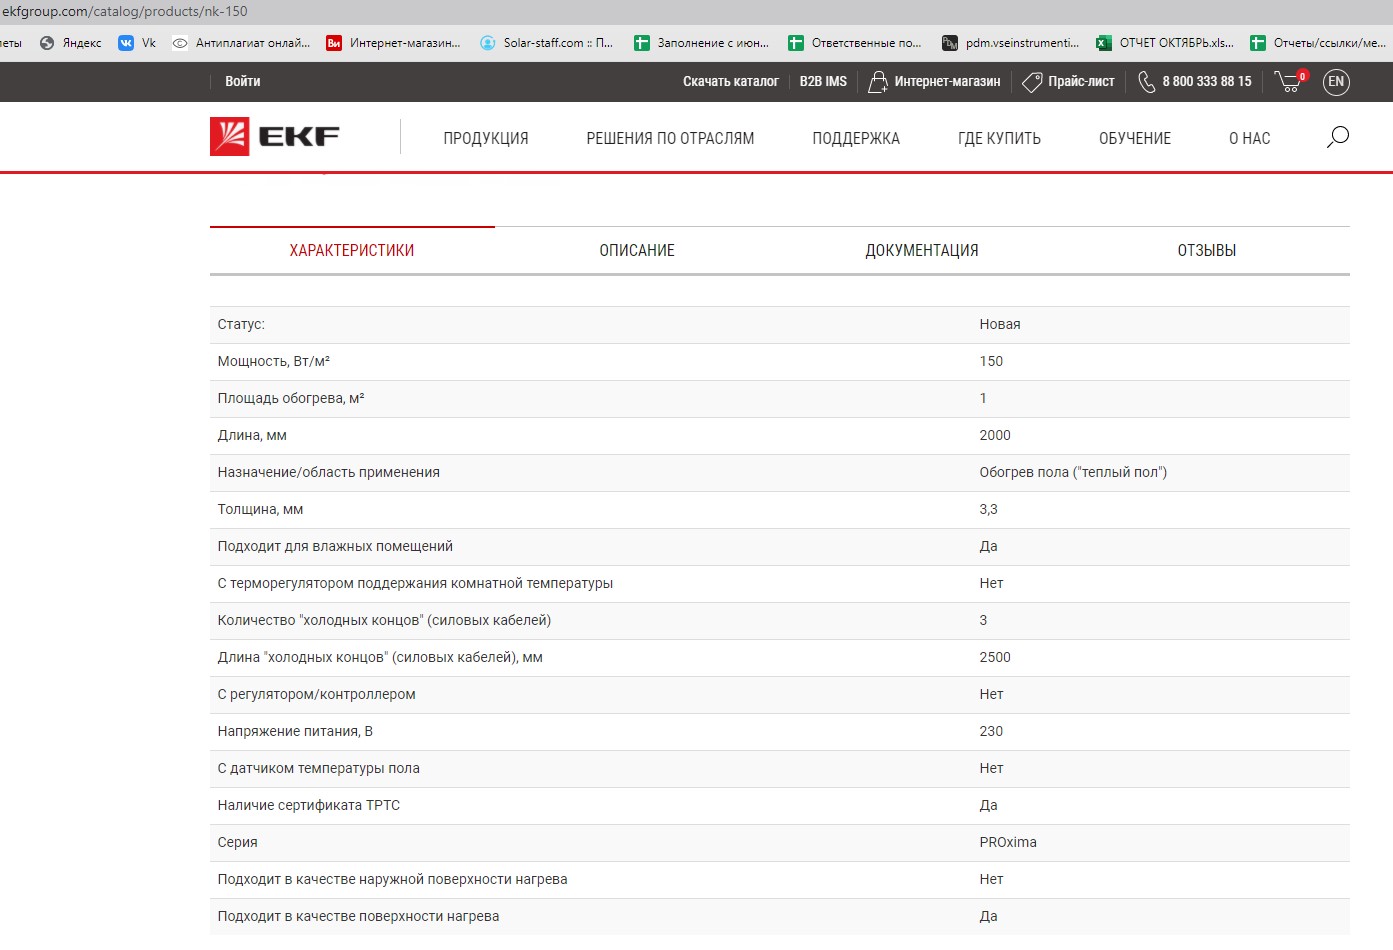 ekfgroup.com/catalog/products/nk-150
леты Яндекс Vk Антиплагиат онлай... Интернет-магазин... Solar-staff.com :: П... Заполнение с июн... Ответственные по... pdm.vseinstrumenti... ОТЧЕТ ОКТЯБРЬ.xls... Отчеты/ссылки/ме...
Войти Скачать каталог B2B IMS Интернет-магазин Прайс-лист 8 800 333 88 15 0 EN
EKF ПРОДУКЦИЯ РЕШЕНИЯ ПО ОТРАСЛЯМ ПОДДЕРЖКА ГДЕ КУПИТЬ ОБУЧЕНИЕ О НАС
ХАРАКТЕРИСТИКИ ОПИСАНИЕ ДОКУМЕНТАЦИЯ ОТЗЫВЫ
Статус: Новая
Мощность, Вт/м² 150
Площадь обогрева, м² 1
Длина, мм 2000
Назначение/область применения Обогрев пола ("теплый пол")
Толщина, мм 3,3
Подходит для влажных помещений Да
С терморегулятором поддержания комнатной температуры Нет
Количество "холодных концов" (силовых кабелей) 3
Длина "холодных концов" (силовых кабелей), мм 2500
С регулятором/контроллером Нет
Напряжение питания, В 230
С датчиком температуры пола Нет
Наличие сертификата ТРТС Да
Серия PROxima
Подходит в качестве наружной поверхности нагрева Нет
Подходит в качестве поверхности нагрева Да